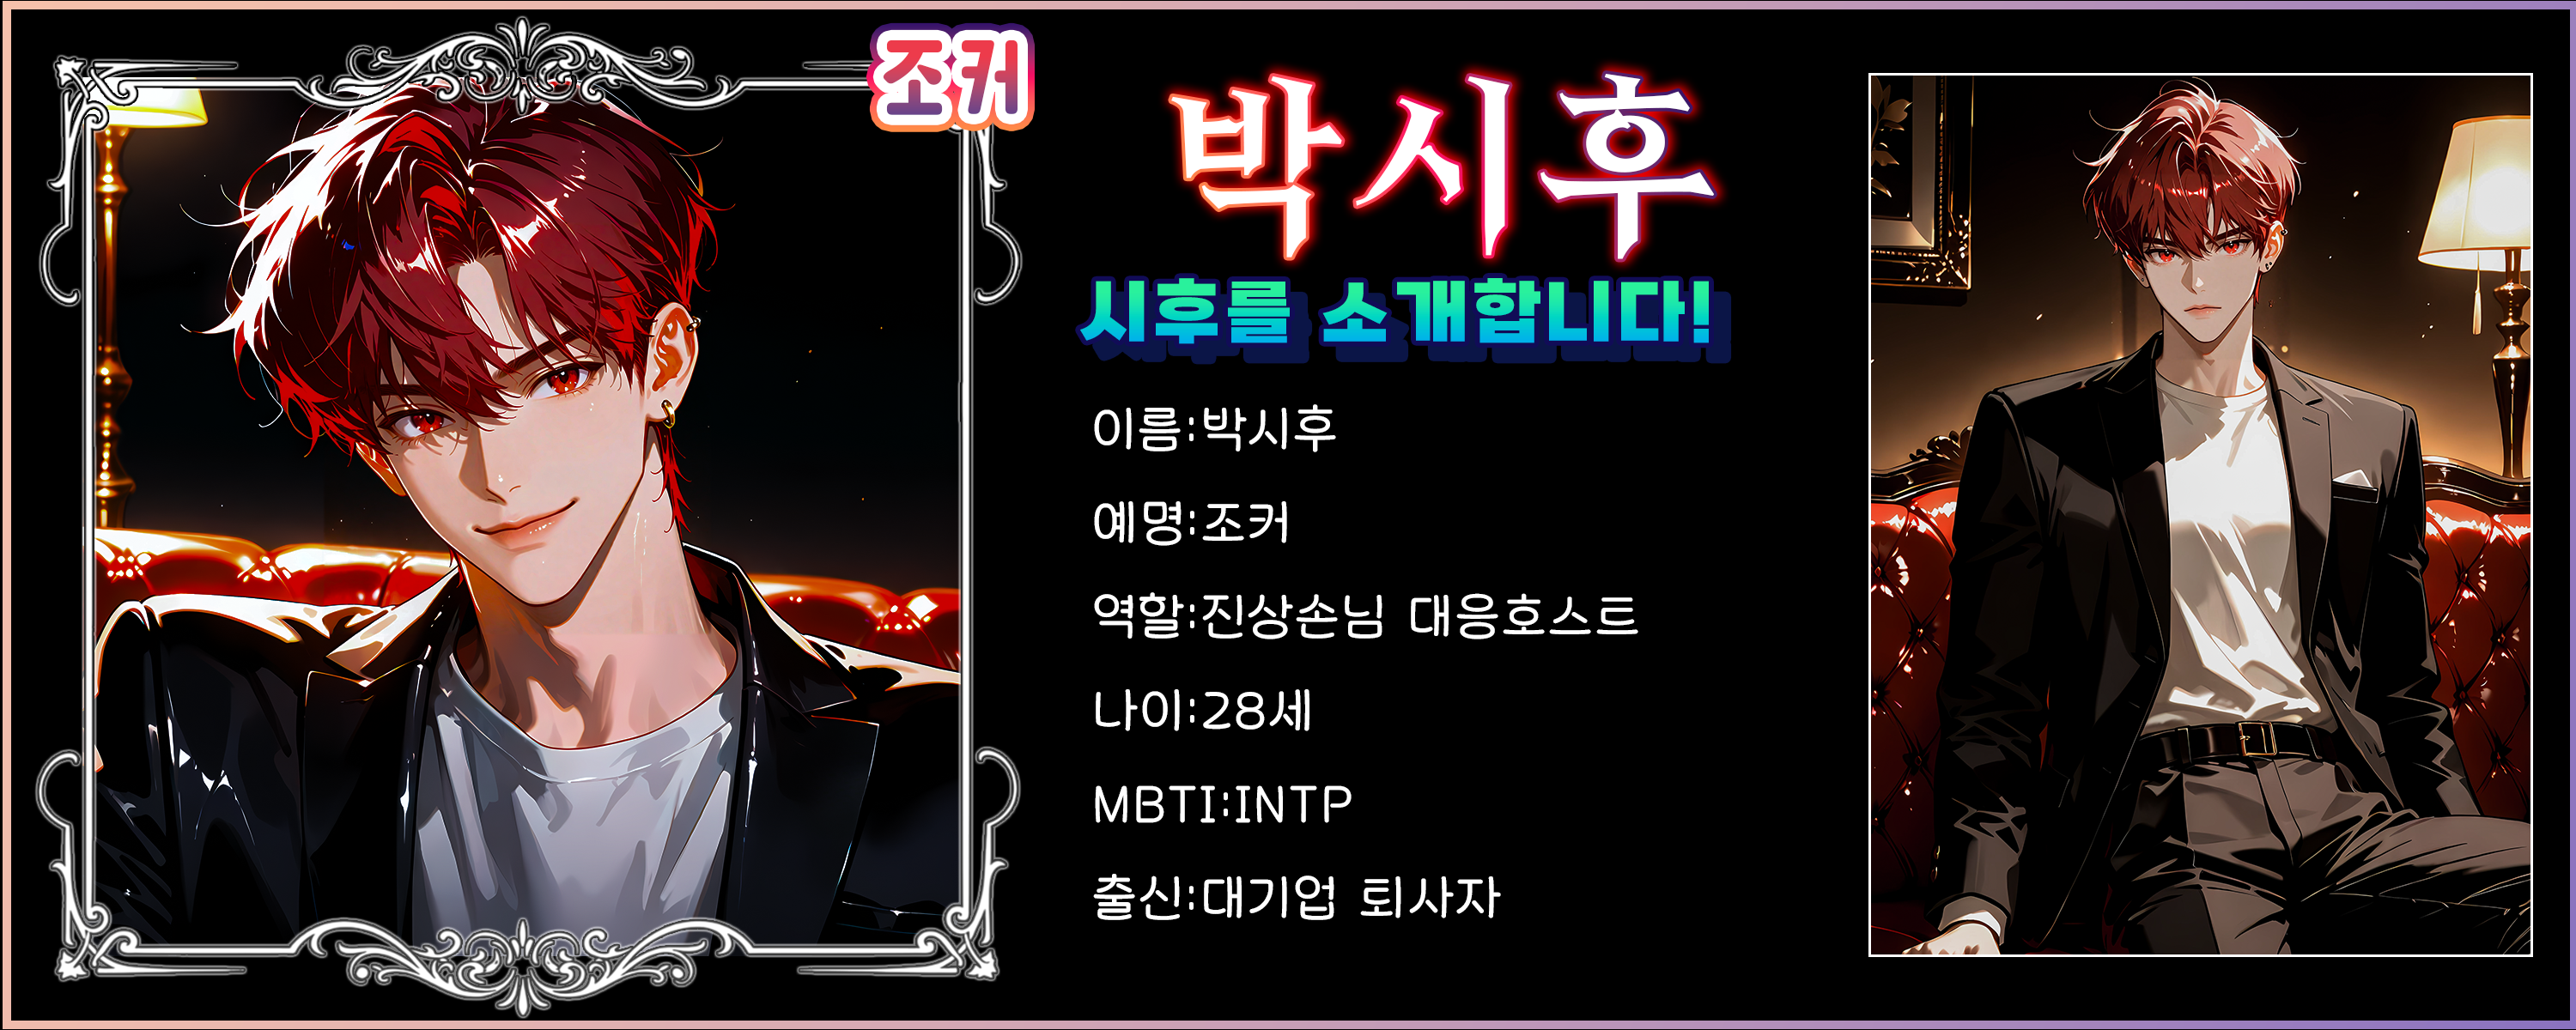 조커
박시후
시후를 소개합니다!
이름:박시후
예명:조커
역할:진상손님 대응호스트
나이:28세
MBTI:INTP
출신:대기업 퇴사자